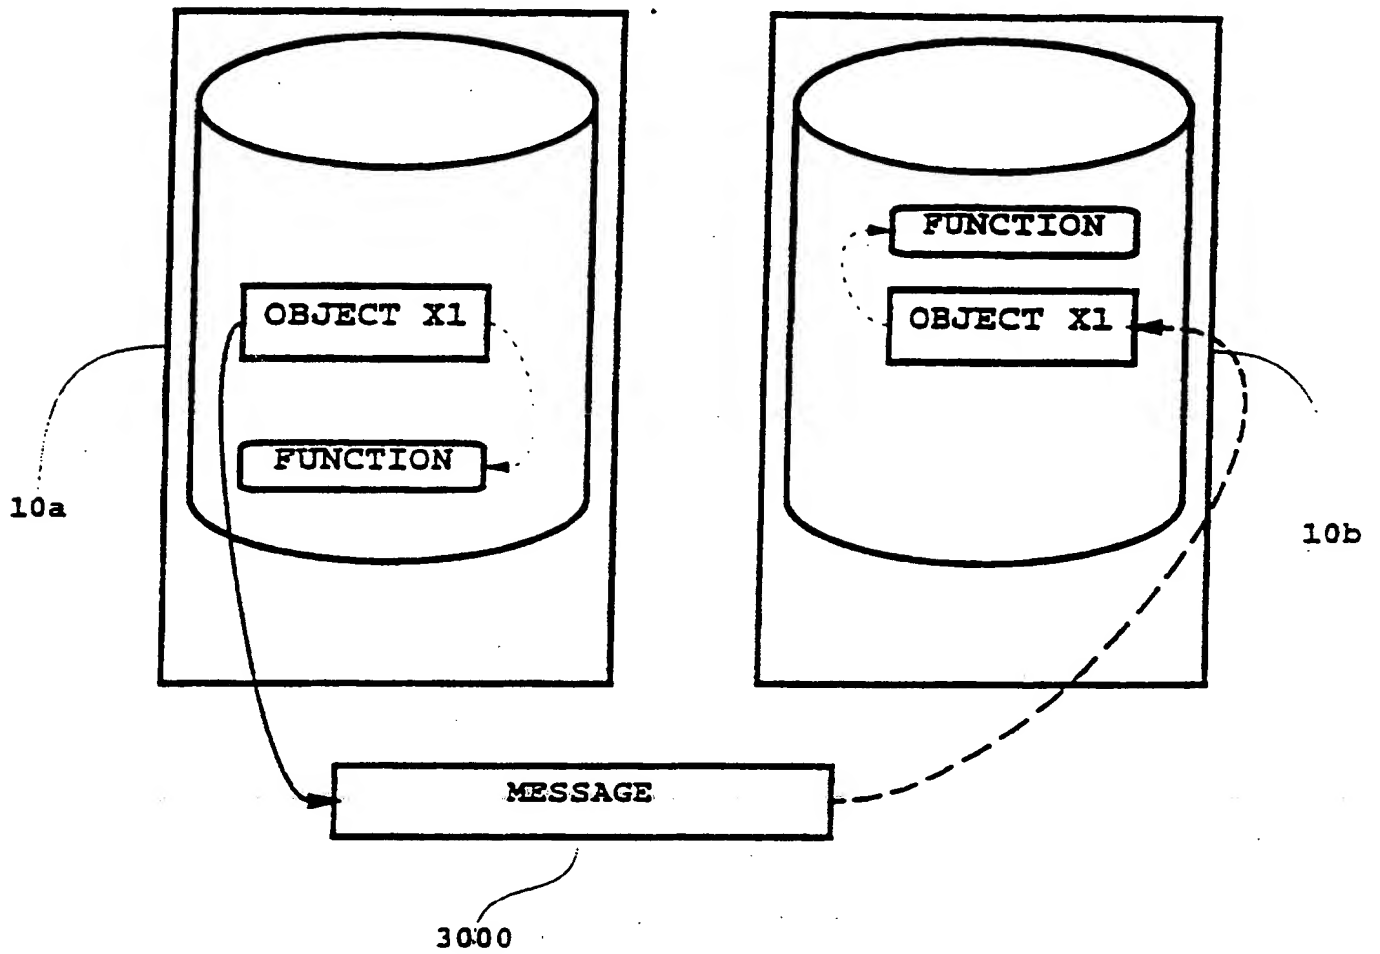 FUNCTION
OBJECT X1
OBJECT X1
FUNCTION
10a
10b
MESSAGE
3000